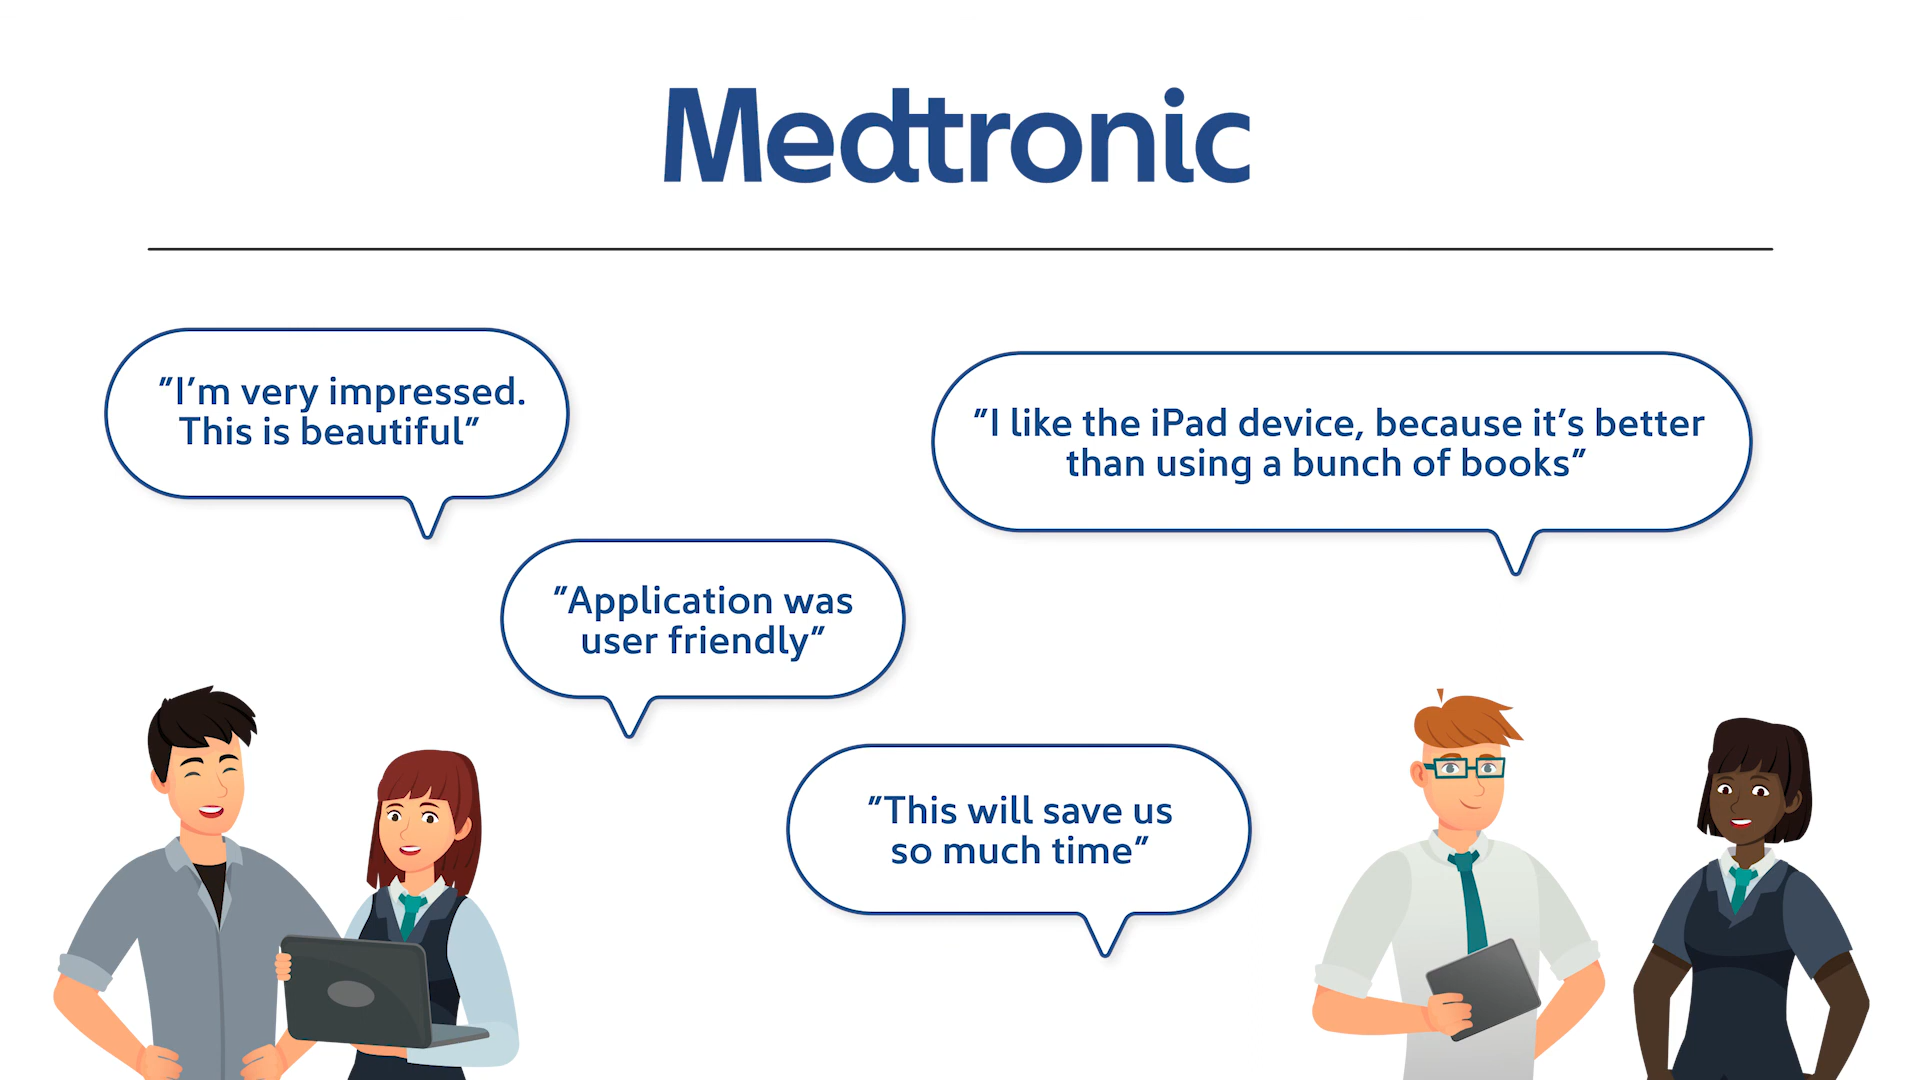 Medtronic
”I’m very impressed.
This is beautiful”
”I like the iPad device, because it’s better
than using a bunch of books”
”Application was
user friendly”
”This will save us
so much time”